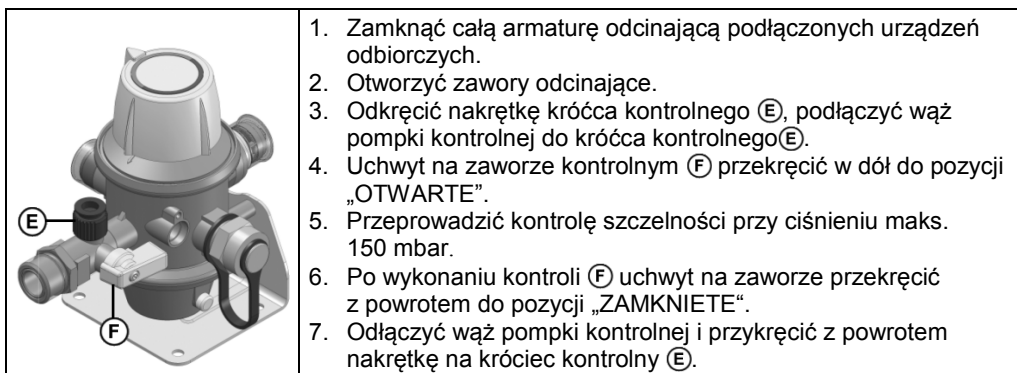 1. Zamknąć całą armaturę odcinającą podłączonych urządzeń
odbiorczych.
2. Otworzyć zawory odcinające.
3. Odkręcić nakrętkę króćca kontrolnego Ⓔ, podłączyć wąż
pompki kontrolnej do króćca kontrolnegoⒺ.
4. Uchwyt na zaworze kontrolnym Ⓕ przekręcić w dół do pozycji
„OTWARTE”.
5. Przeprowadzić kontrolę szczelności przy ciśnieniu maks.
150 mbar.
6. Po wykonaniu kontroli Ⓕ uchwyt na zaworze przekręcić
z powrotem do pozycji „ZAMKNIETE“.
7. Odłączyć wąż pompki kontrolnej i przykręcić z powrotem
nakrętkę na króciec kontrolny Ⓔ.
Ⓔ
Ⓕ